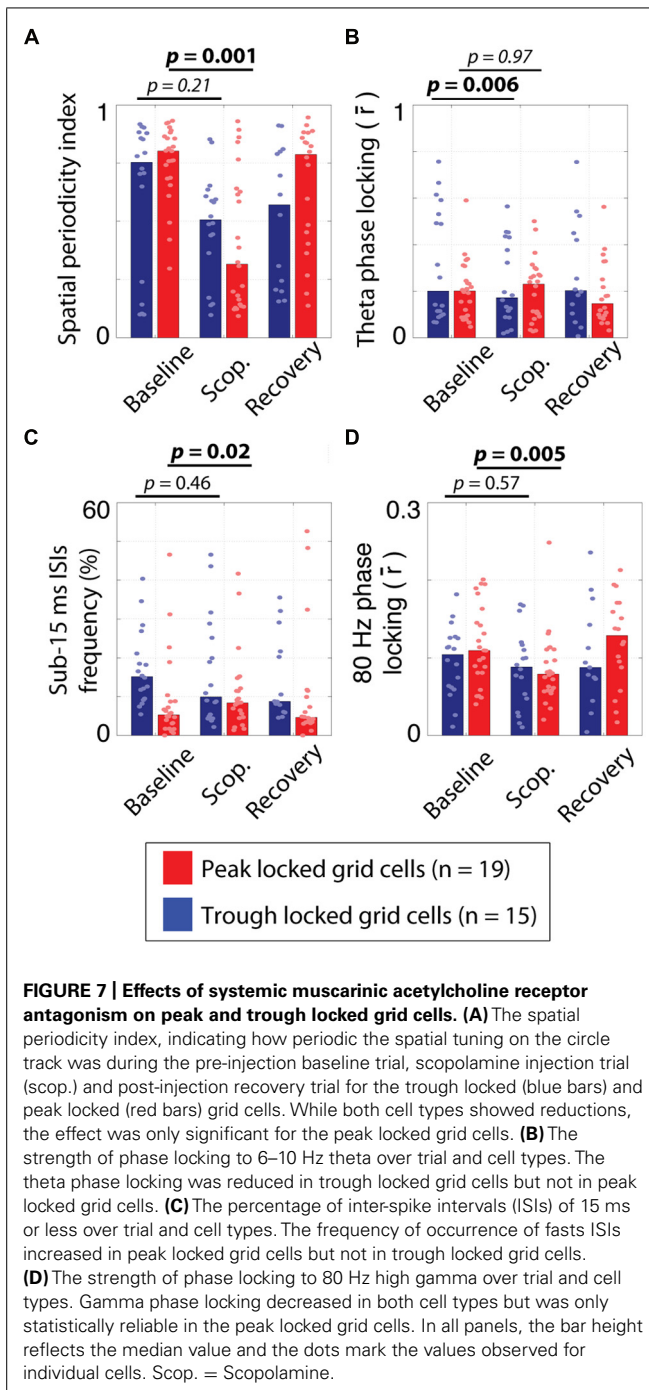 A
p = 0.001
p = 0.21
Spatial periodicity index
1
0
Baseline
Scop.
Recovery
B
p = 0.97
p = 0.006
Theta phase locking ( r̄ )
1
0
Baseline
Scop.
Recovery
C
p = 0.02
p = 0.46
Sub-15 ms ISIs
frequency (%)
60
0
Baseline
Scop.
Recovery
D
p = 0.005
p = 0.57
80 Hz phase
locking ( r̄ )
0.3
0
Baseline
Scop.
Recovery
Peak locked grid cells (n = 19)
Trough locked grid cells (n = 15)
FIGURE 7 | Effects of systemic muscarinic acetylcholine receptor
antagonism on peak and trough locked grid cells. (A) The spatial
periodicity index, indicating how periodic the spatial tuning on the circle
track was during the pre-injection baseline trial, scopolamine injection trial
(scop.) and post-injection recovery trial for the trough locked (blue bars) and
peak locked (red bars) grid cells. While both cell types showed reductions,
the effect was only significant for the peak locked grid cells. (B) The
strength of phase locking to 6–10 Hz theta over trial and cell types. The
theta phase locking was reduced in trough locked grid cells but not in peak
locked grid cells. (C) The percentage of inter-spike intervals (ISIs) of 15 ms
or less over trial and cell types. The frequency of occurrence of fasts ISIs
increased in peak locked grid cells but not in trough locked grid cells.
(D) The strength of phase locking to 80 Hz high gamma over trial and cell
types. Gamma phase locking decreased in both cell types but was only
statistically reliable in the peak locked grid cells. In all panels, the bar height
reflects the median value and the dots mark the values observed for
individual cells. Scop. = Scopolamine.